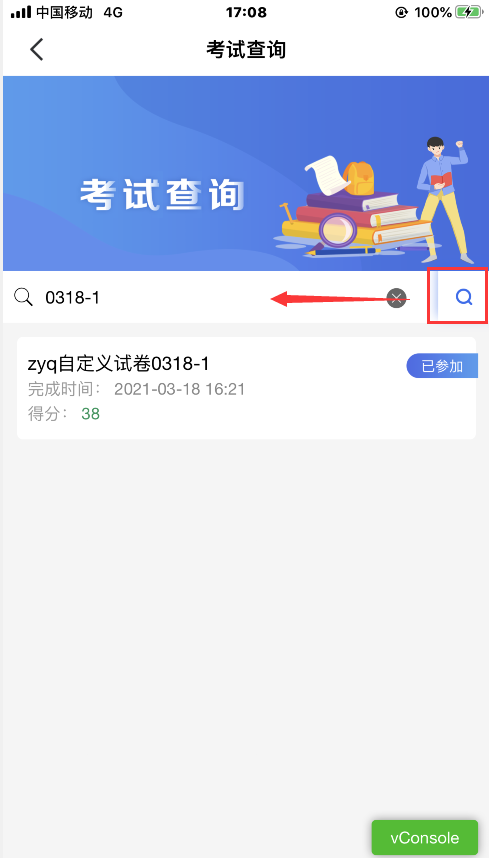 中国移动 4G 17:08 100%
考试查询
考试查询
0318-1
zyq自定义试卷0318-1
已参加
完成时间： 2021-03-18 16:21
得分： 38
vConsole